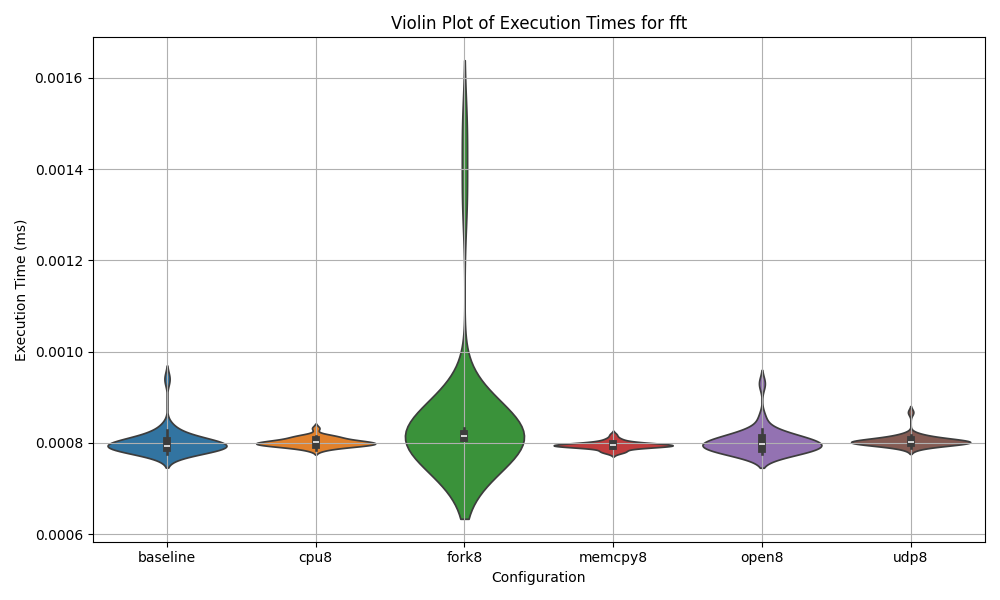 Violin Plot of Execution Times for fft
Execution Time (ms)
0.0016
0.0014
0.0012
0.0010
0.0008
0.0006
baseline
cpu8
fork8
memcpy8
open8
udp8
Configuration